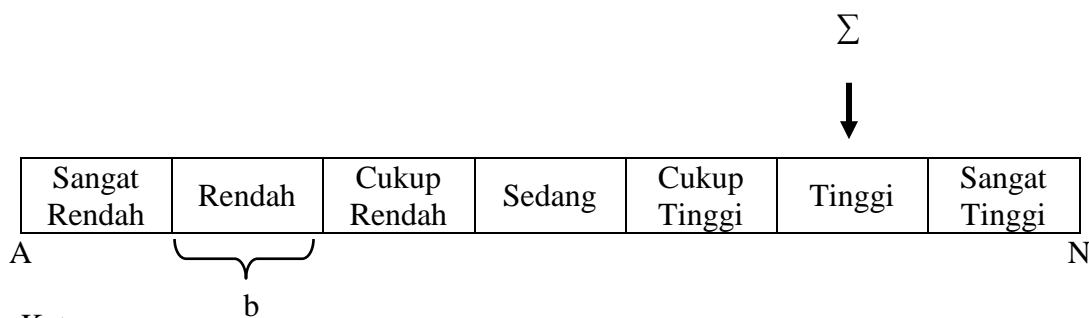 ∑
Sangat Rendah
Rendah
Cukup Rendah
Sedang
Cukup Tinggi
Tinggi
Sangat Tinggi
A
N
b